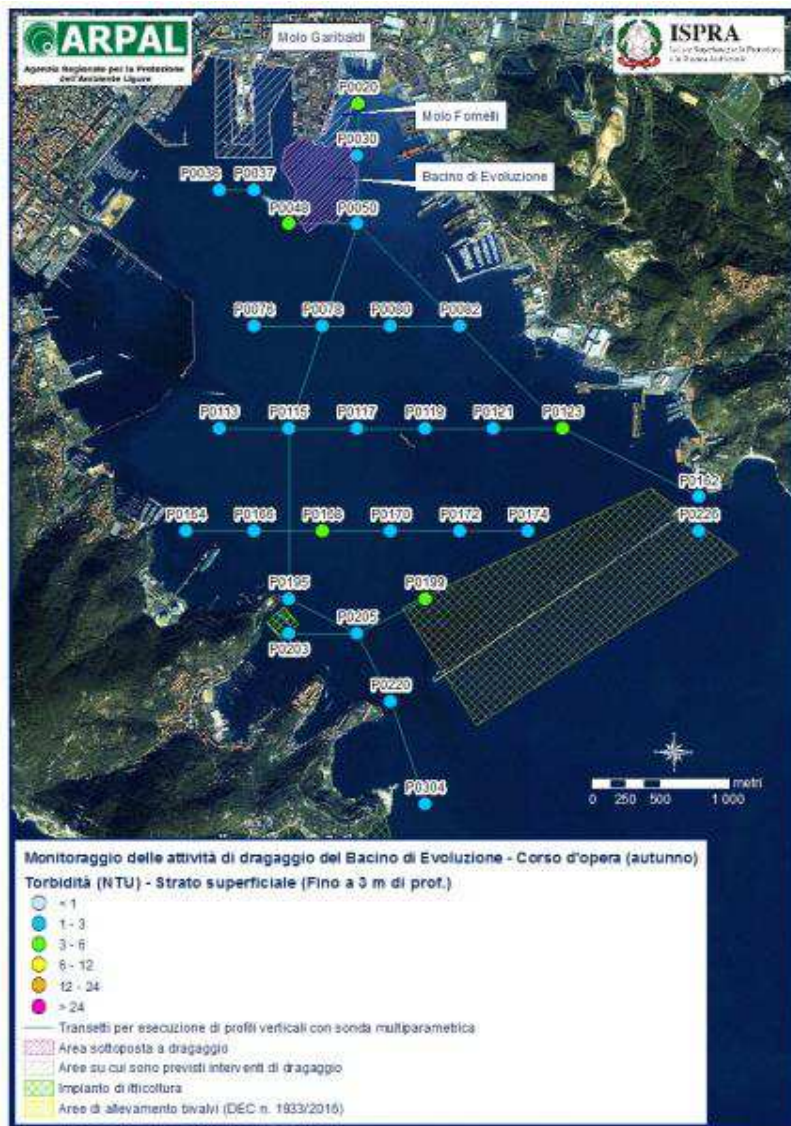 ARPAL
Agenzia Regionale per la Protezione
dell'Ambiente Ligure
Molo Garibaldi
ISPRA
P0020
Molo Fornelli
P0030
Bacino di Evoluzione
P0036
P0037
P0048
P0050
P0076
P0078
P0080
P0082
P0113
P0115
P0117
P0119
P0121
P0123
P0162
P0164
P0166
P0168
P0170
P0172
P0174
P0226
P0195
P0199
P0203
P0205
P0220
P0304
metri
0 250 500 1 000
Monitoraggio delle attività di dragaggio del Bacino di Evoluzione - Corso d'opera (autunno)
Torbidità (NTU) - Strato superficiale (Fino a 3 m di prof.)
< 1
1 - 3
3 - 6
6 - 12
12 - 24
> 24
Transetti per esecuzione di profili verticali con sonda multiparametrica
Area sottoposta a dragaggio
Aree su cui sono previsti interventi di dragaggio
Impianto di itticoltura
Aree di allevamento bivalvi (DEC n. 1933/2016)